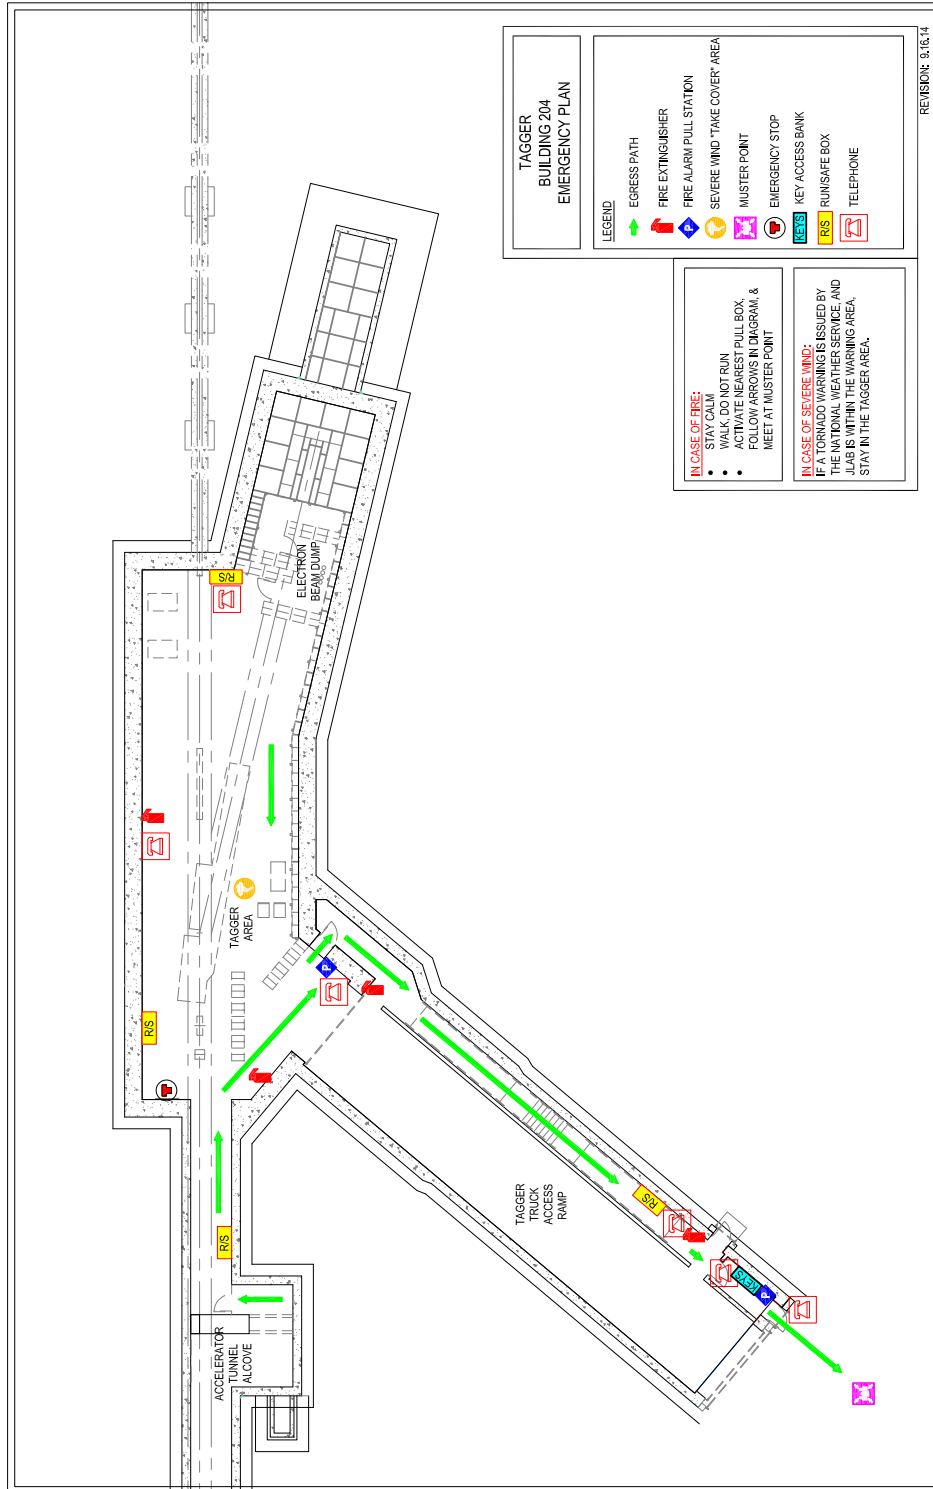 TAGGER
BUILDING 204
EMERGENCY PLAN
LEGEND
EGRESS PATH
FIRE EXTINGUISHER
P
FIRE ALARM PULL STATION
SEVERE WIND "TAKE COVER" AREA
MUSTER POINT
EMERGENCY STOP
KEYS
KEY ACCESS BANK
R/S
RUN/SAFE BOX
TELEPHONE
IN CASE OF FIRE:
• STAY CALM
• WALK, DO NOT RUN
• ACTIVATE NEAREST PULL BOX,
FOLLOW ARROWS IN DIAGRAM, &
MEET AT MUSTER POINT
IN CASE OF SEVERE WIND:
IF A TORNADO WARNING IS ISSUED BY
THE NATIONAL WEATHER SERVICE, AND
JLAB IS WITHIN THE WARNING AREA,
STAY IN THE TAGGER AREA.
REVISION: 9.16.14
R/S
ELECTRON
BEAM DUMP
TAGGER
AREA
P
R/S
R/S
ACCELERATOR
TUNNEL
ALCOVE
TAGGER
TRUCK
ACCESS
RAMP
R/S
KEYS
P